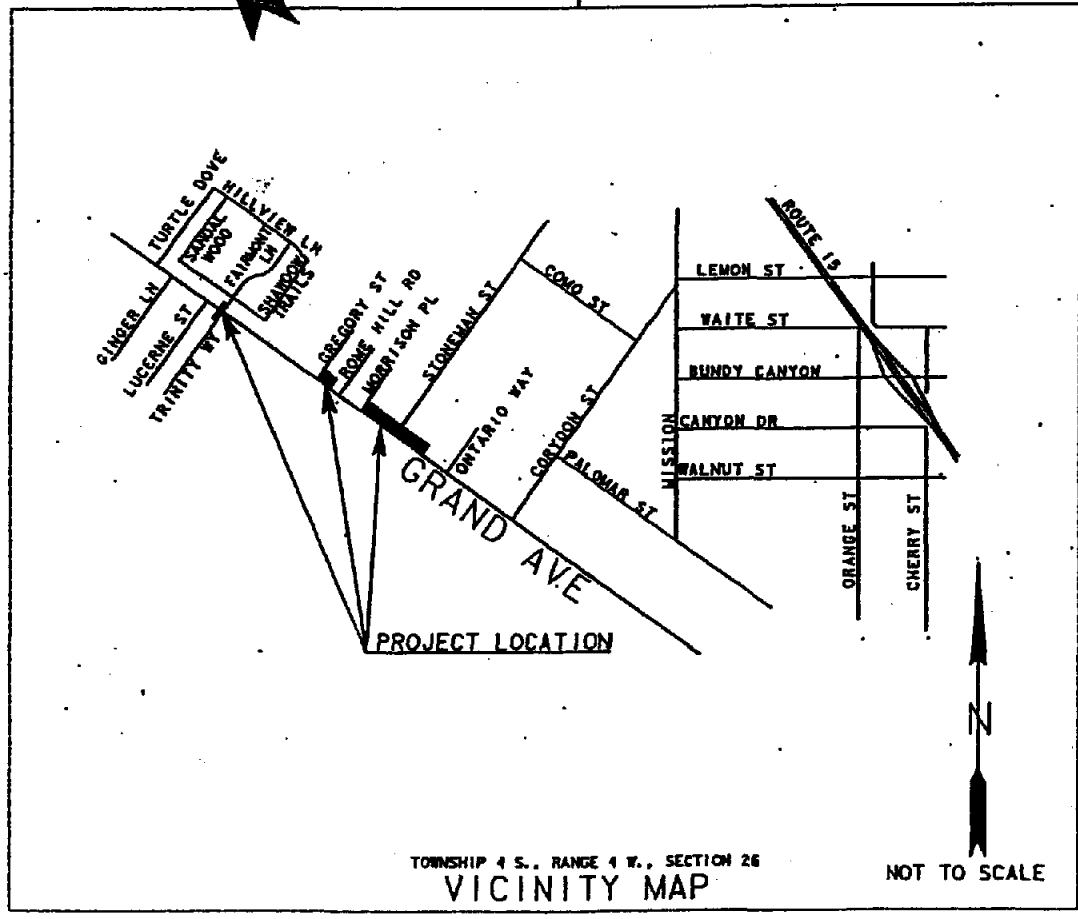 TURTLE DOVE
HILLVIEW LN
SANDAL
WOOD
FAIRMONT
LN
SHANDOW
TRAILS
GINGER LN
LUCERNE ST
TRINITY WY
GREGORY ST
ROME HILL RD
MORRISON PL
STONEMAN ST
COMO ST
ONTARIO WAY
CORYDON ST
PALOMAR ST
MISSION
ROUTE 15
LEMON ST
WAITE ST
BUNDY CANYON
CANYON DR
WALNUT ST
ORANGE ST
CHERRY ST
GRAND AVE
PROJECT LOCATION
N
NOT TO SCALE
TOWNSHIP 4 S., RANGE 4 W., SECTION 26
VICINITY MAP